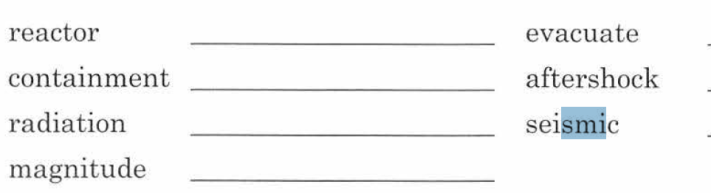 reactor
containment
radiation
magnitude
evacuate
aftershock
seismic